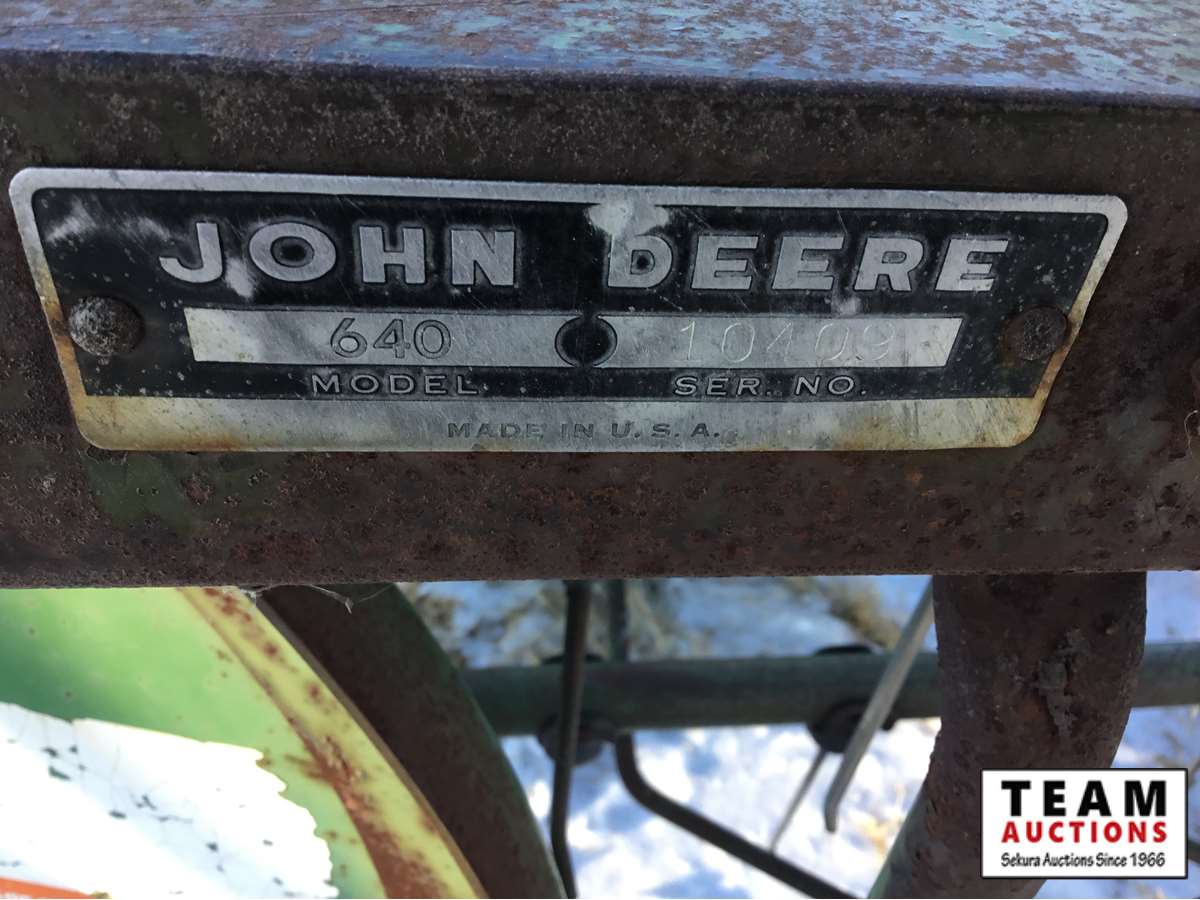 JOHN DEERE
640 10409
MODEL SER. NO.
MADE IN U.S.A.
TEAM
AUCTIONS
Sekura Auctions Since 1966